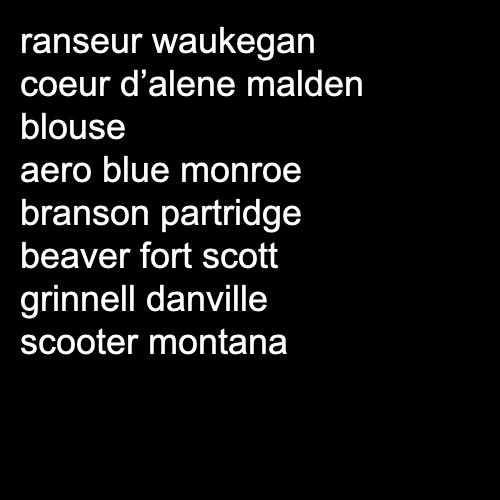 ranseur waukegan
coeur d’alene malden
blouse
aero blue monroe
branson partridge
beaver fort scott
grinnell danville
scooter montana